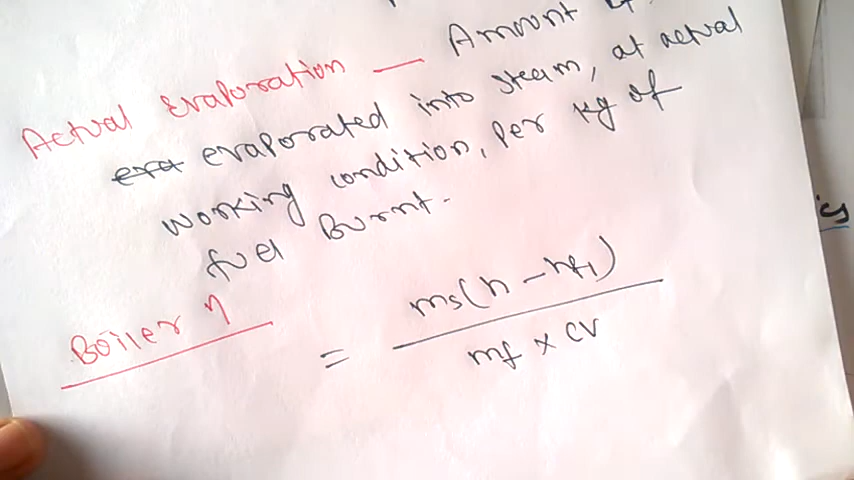 Actual Evaporation — Amount
evaporated into steam, at actual
working condition, per kg of
fuel Burnt.
Boiler η = ms(h - hf1) / mf × CV